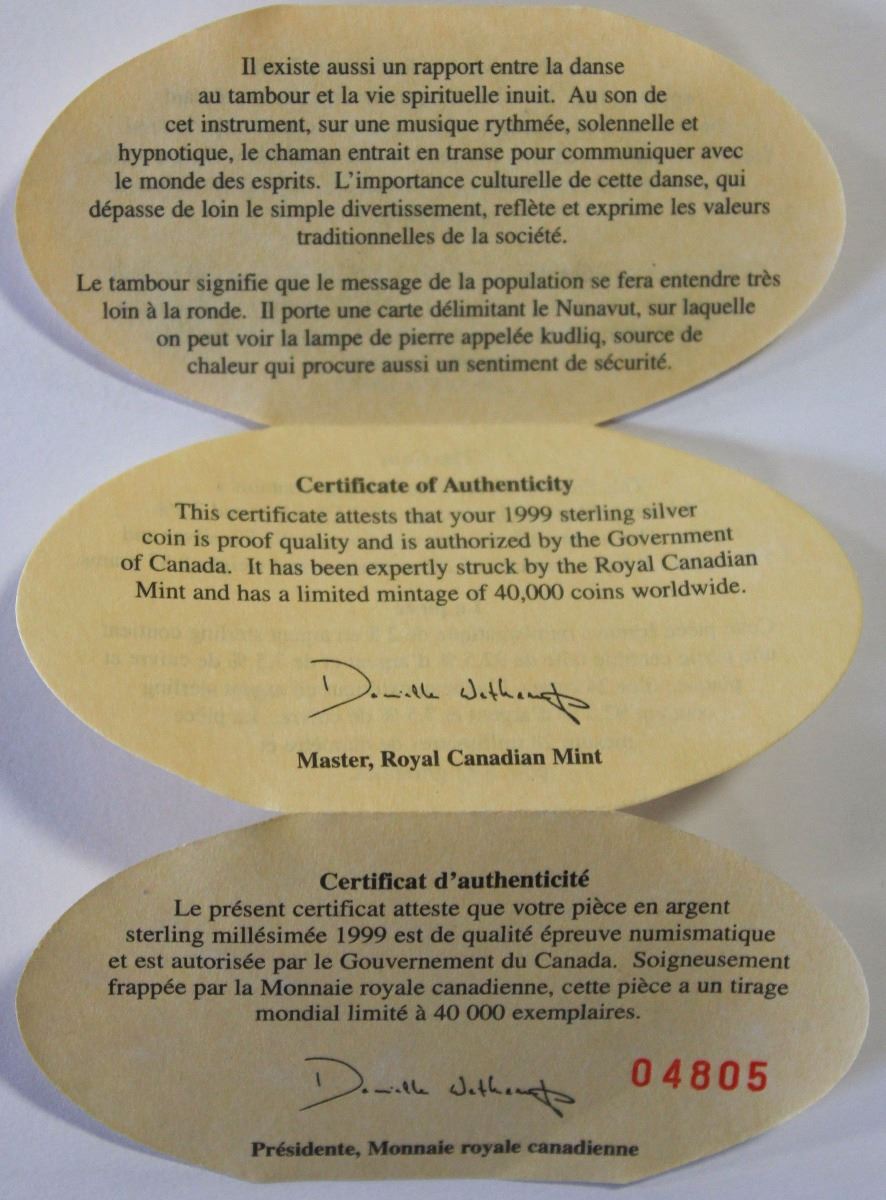 Il existe aussi un rapport entre la danse
au tambour et la vie spirituelle inuit. Au son de
cet instrument, sur une musique rythmée, solennelle et
hypnotique, le chaman entrait en transe pour communiquer avec
le monde des esprits. L'importance culturelle de cette danse, qui
dépasse de loin le simple divertissement, reflète et exprime les valeurs
traditionnelles de la société.
Le tambour signifie que le message de la population se fera entendre très
loin à la ronde. Il porte une carte délimitant le Nunavut, sur laquelle
on peut voir la lampe de pierre appelée kudliq, source de
chaleur qui procure aussi un sentiment de sécurité.
Certificate of Authenticity
This certificate attests that your 1999 sterling silver
coin is proof quality and is authorized by the Government
of Canada. It has been expertly struck by the Royal Canadian
Mint and has a limited mintage of 40,000 coins worldwide.
Danielle
Master, Royal Canadian Mint
Certificat d'authenticité
Le présent certificat atteste que votre pièce en argent
sterling millésimée 1999 est de qualité épreuve numismatique
et est autorisée par le Gouvernement du Canada. Soigneusement
frappée par la Monnaie royale canadienne, cette pièce a un tirage
mondial limité à 40 000 exemplaires.
Danielle
04805
Présidente, Monnaie royale canadienne